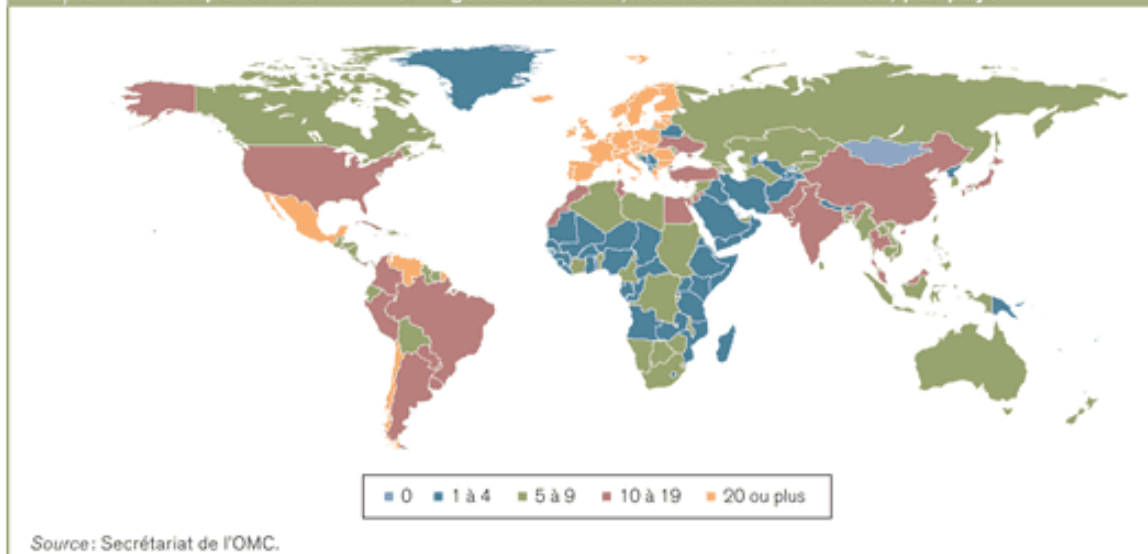 0 1 à 4 5 à 9 10 à 19 20 ou plus
Source: Secrétariat de l'OMC.